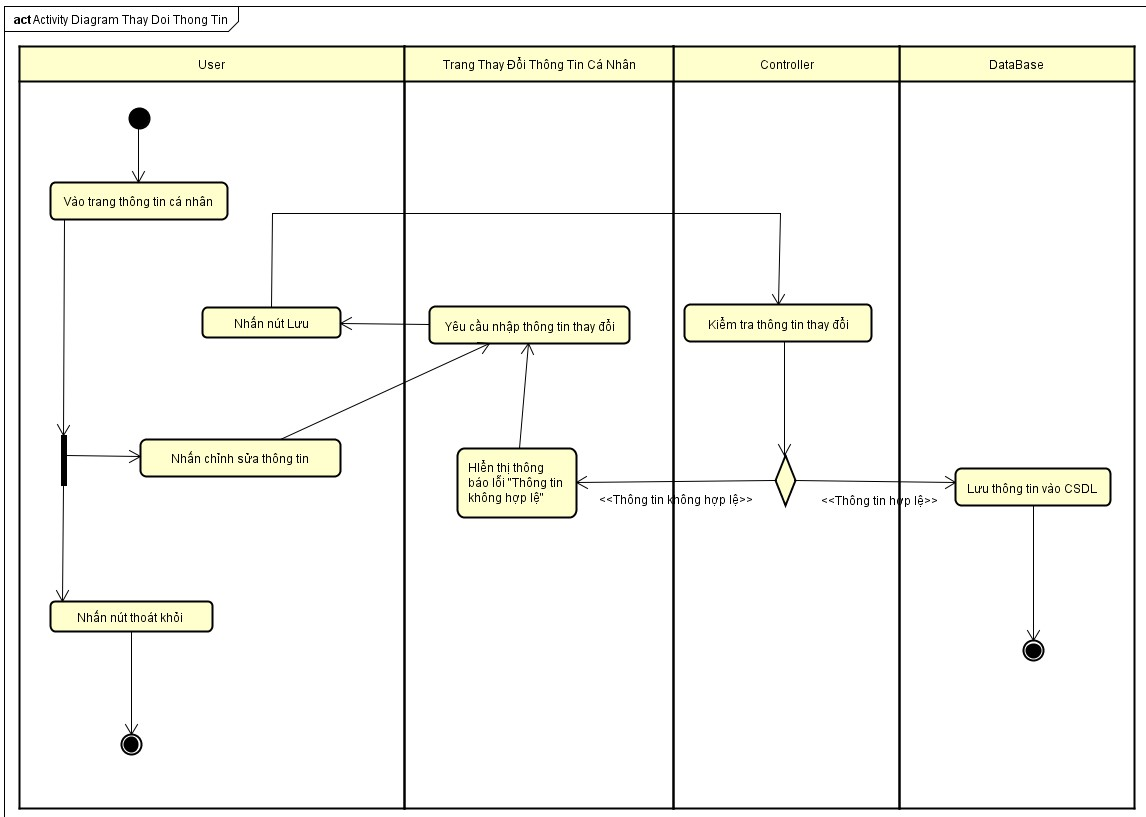 act Activity Diagram Thay Doi Thong Tin
User
Trang Thay Đổi Thông Tin Cá Nhân
Controller
DataBase
Vào trang thông tin cá nhân
Nhấn nút Lưu
Yêu cầu nhập thông tin thay đổi
Kiểm tra thông tin thay đổi
Nhấn chỉnh sửa thông tin
HIển thị thông
báo lỗi "Thông tin
không hợp lệ"
<<Thông tin không hợp lệ>>
<<Thông tin hợp lệ>>
Lưu thông tin vào CSDL
Nhấn nút thoát khỏi